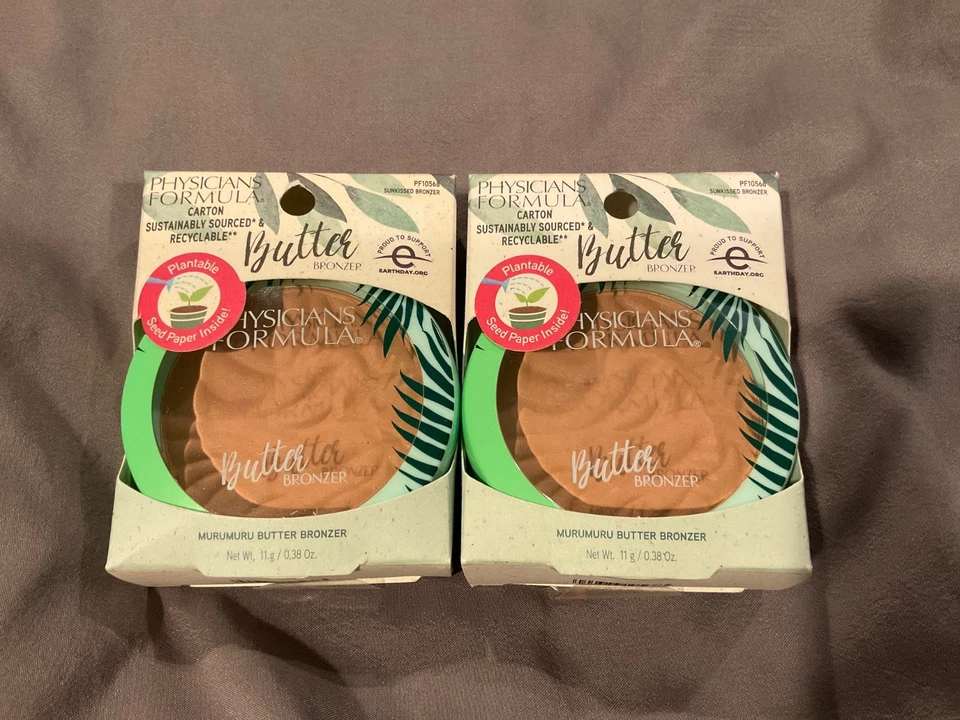 PHYSICIANS
FORMULA®
CARTON
SUSTAINABLY SOURCED* &
RECYCLABLE**
PF10568
SUNKISSED BRONZER
Butter
BRONZER
PROUD TO SUPPORT
e
EARTHDAY.ORG
Plantable
Seed Paper Inside!
PHYSICIANS
FORMULA®
Butter
BRONZER
MURUMURU BUTTER BRONZER
Net Wt. 11 g / 0.38 Oz.
PHYSICIANS
FORMULA®
CARTON
SUSTAINABLY SOURCED* &
RECYCLABLE**
PF10568
SUNKISSED BRONZER
Butter
BRONZER
PROUD TO SUPPORT
e
EARTHDAY.ORG
Plantable
Seed Paper Inside!
PHYSICIANS
FORMULA®
Butter
BRONZER
MURUMURU BUTTER BRONZER
Net Wt. 11 g / 0.38 Oz.